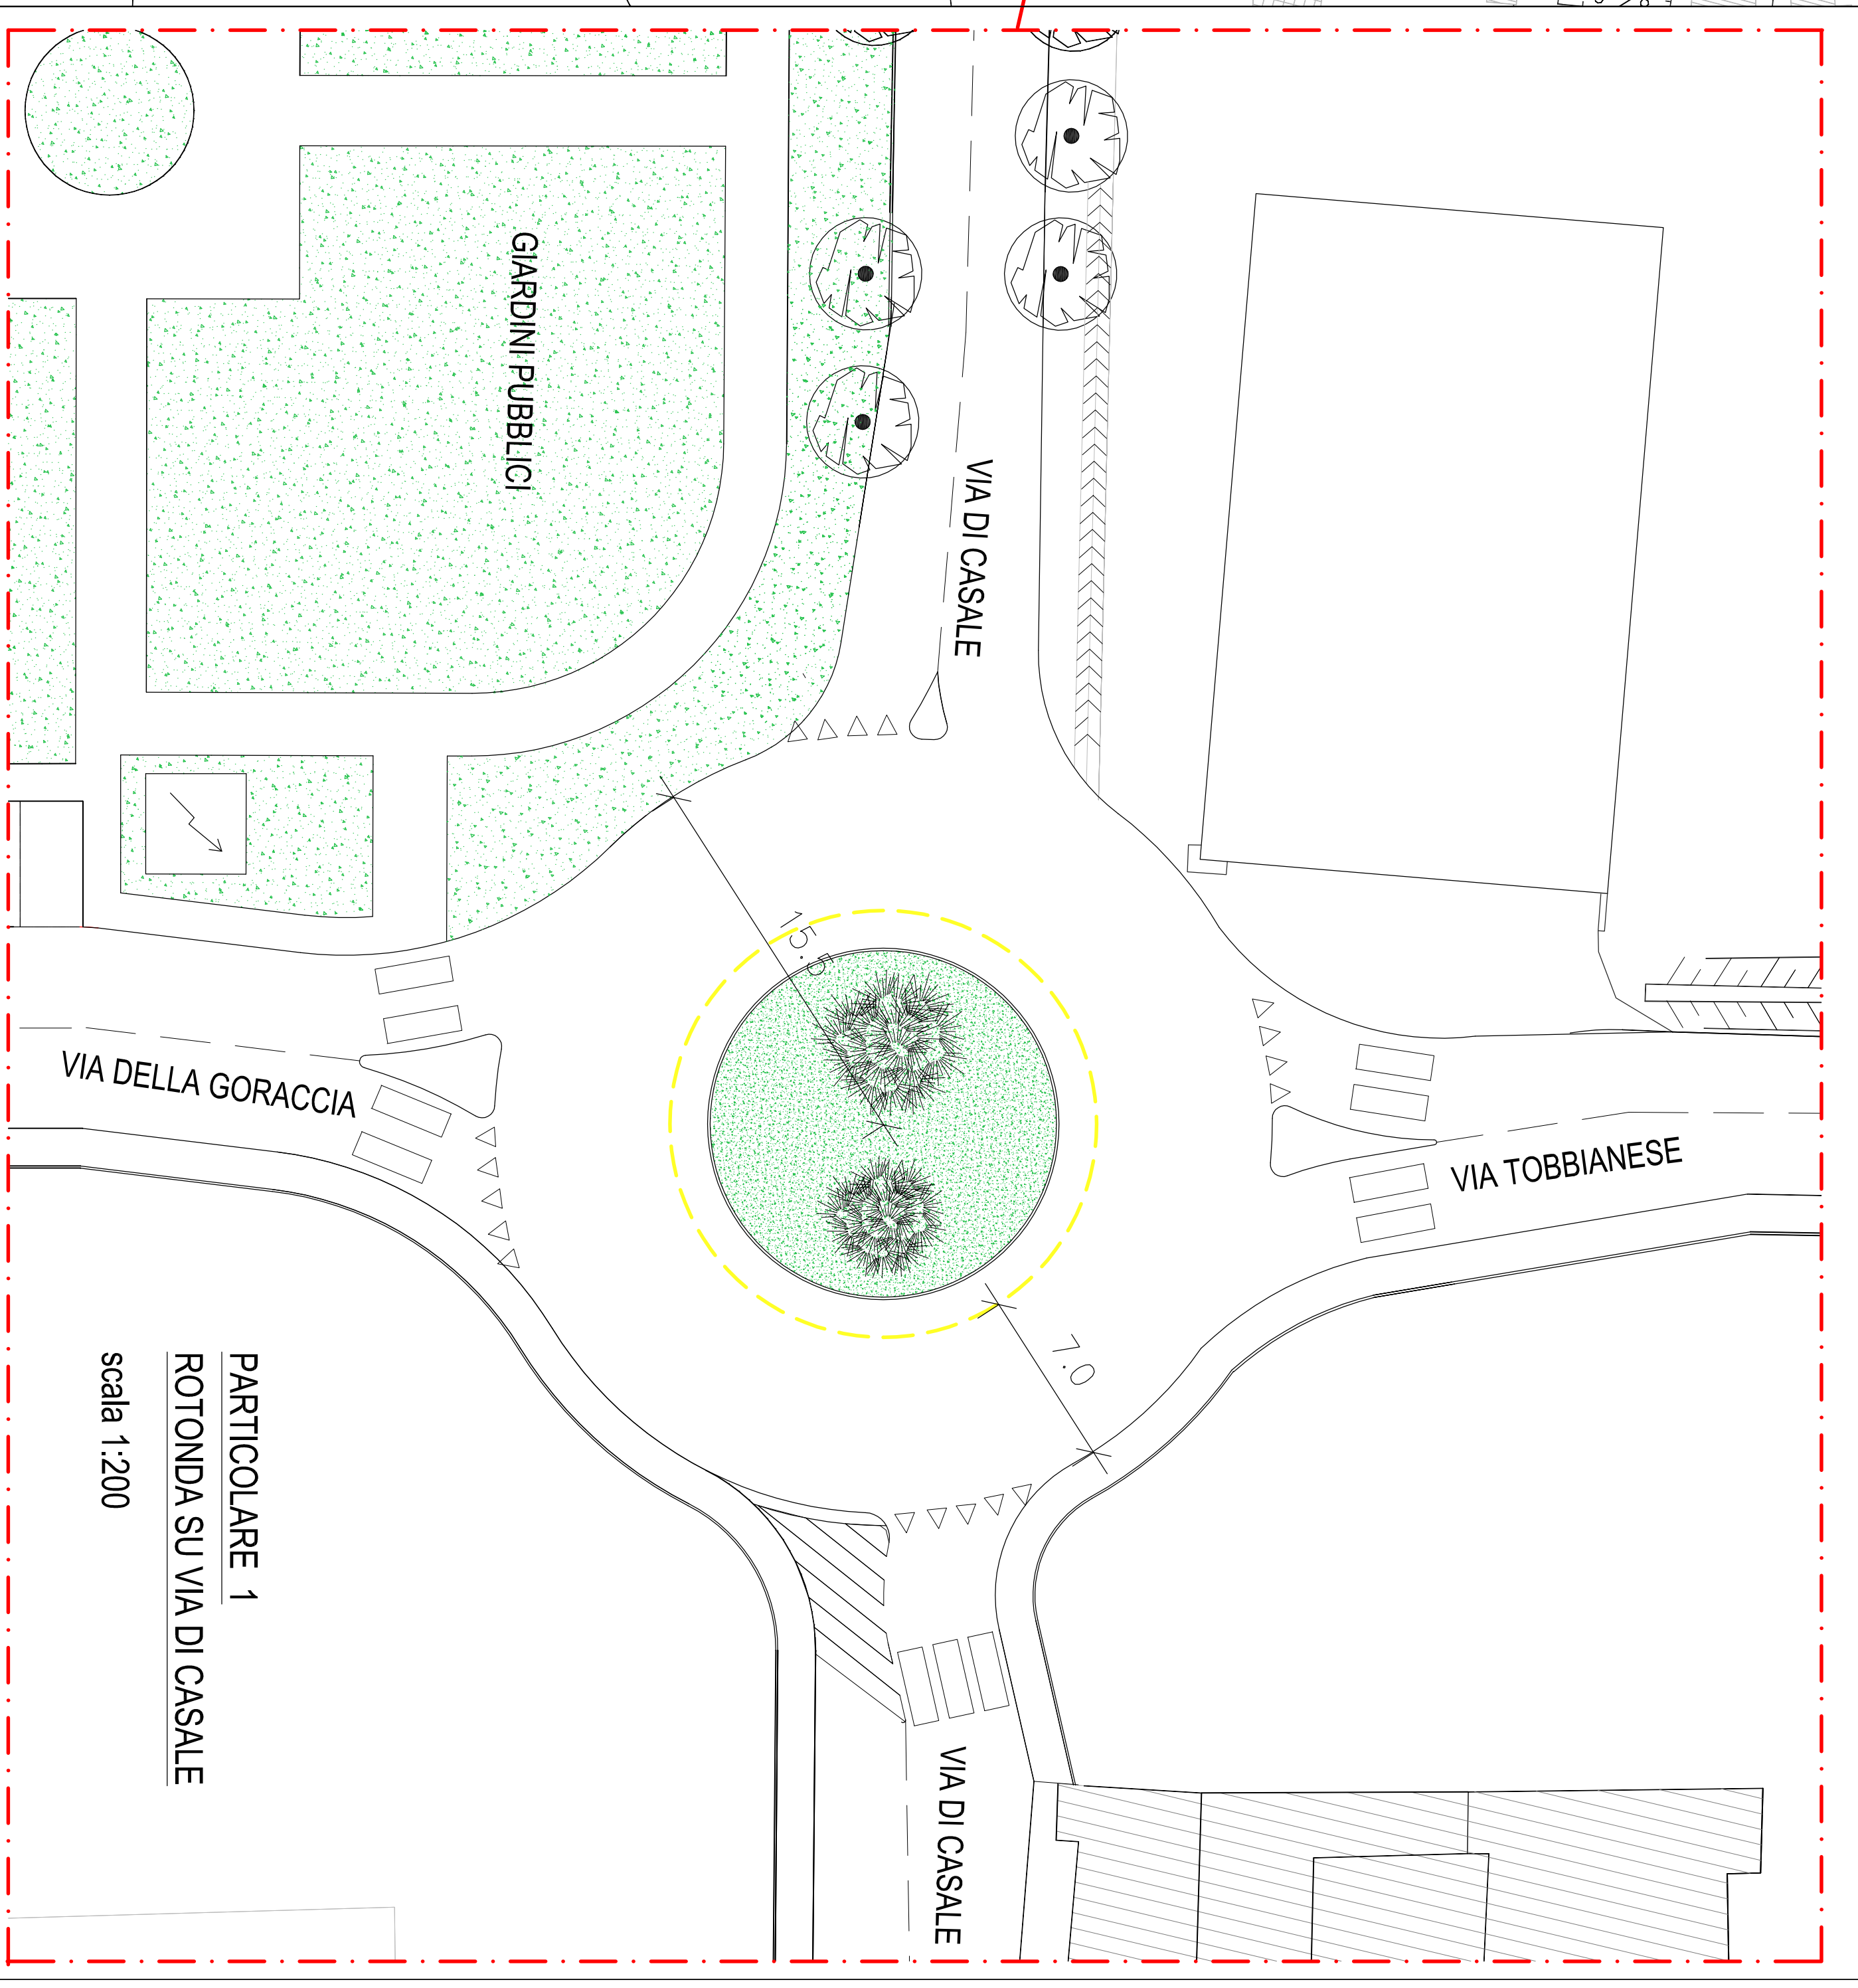 GIARDINI PUBBLICI
VIA DI CASALE
15.5
VIA DELLA GORACCIA
VIA TOBBIANESE
7.0
PARTICOLARE 1
ROTONDA SU VIA DI CASALE
scala 1:200
VIA DI CASALE